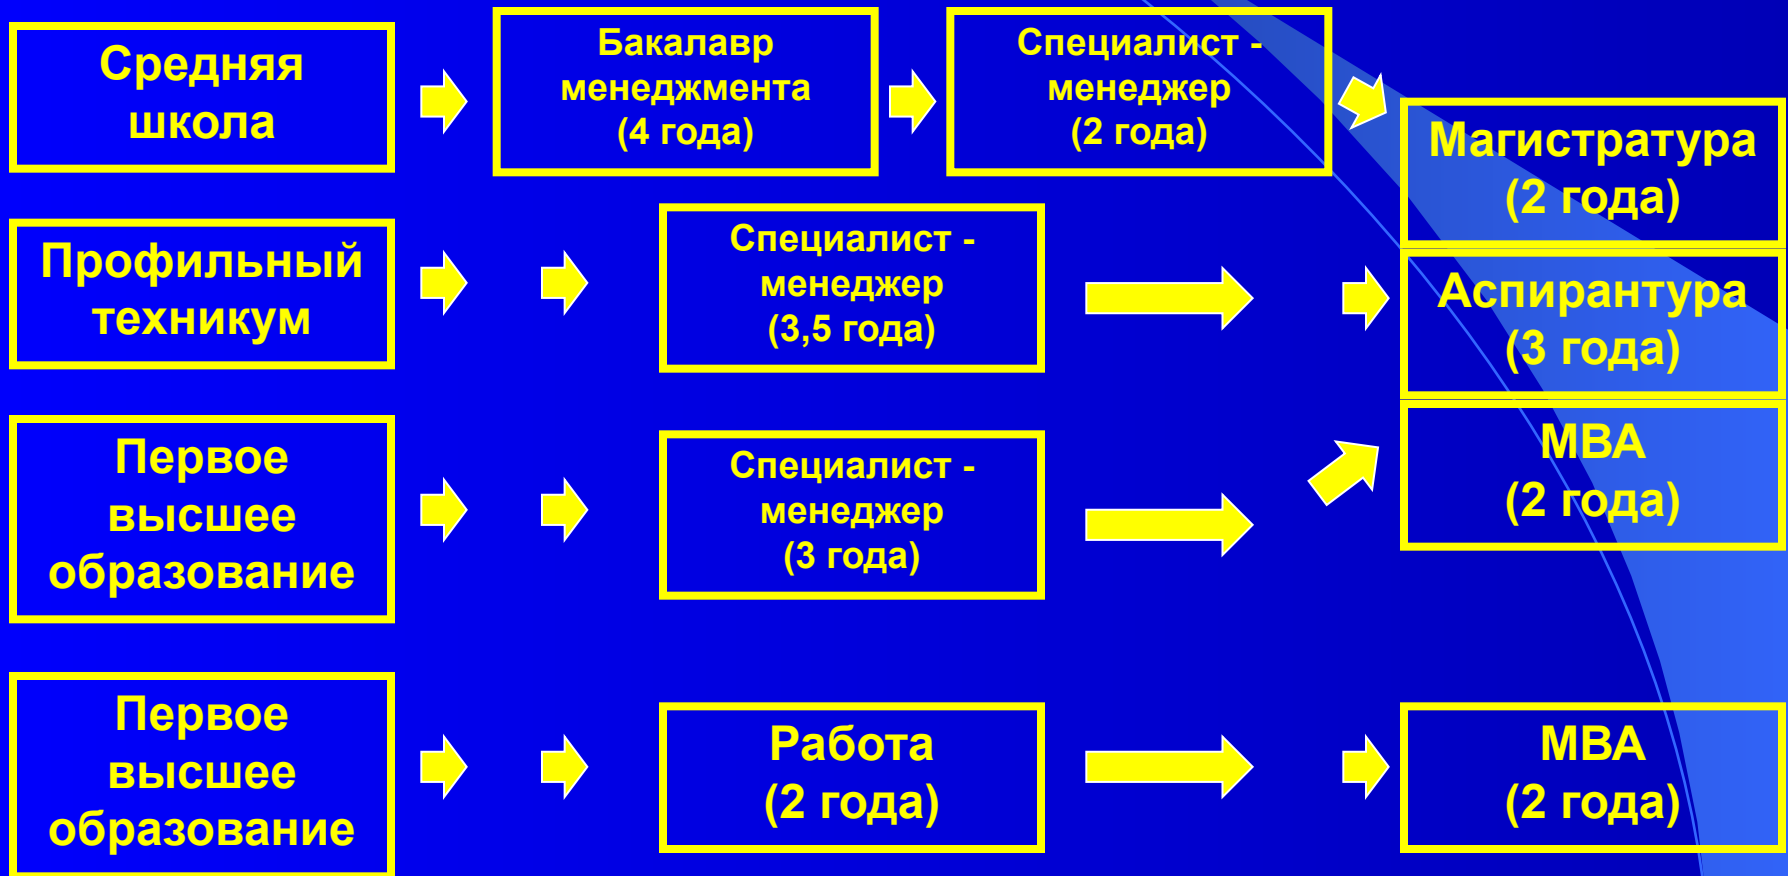 Средняя
школа
Бакалавр
менеджмента
(4 года)
Специалист -
менеджер
(2 года)
Магистратура
(2 года)
Профильный
техникум
Специалист -
менеджер
(3,5 года)
Аспирантура
(3 года)
Первое
высшее
образование
Специалист -
менеджер
(3 года)
МВА
(2 года)
Первое
высшее
образование
Работа
(2 года)
МВА
(2 года)